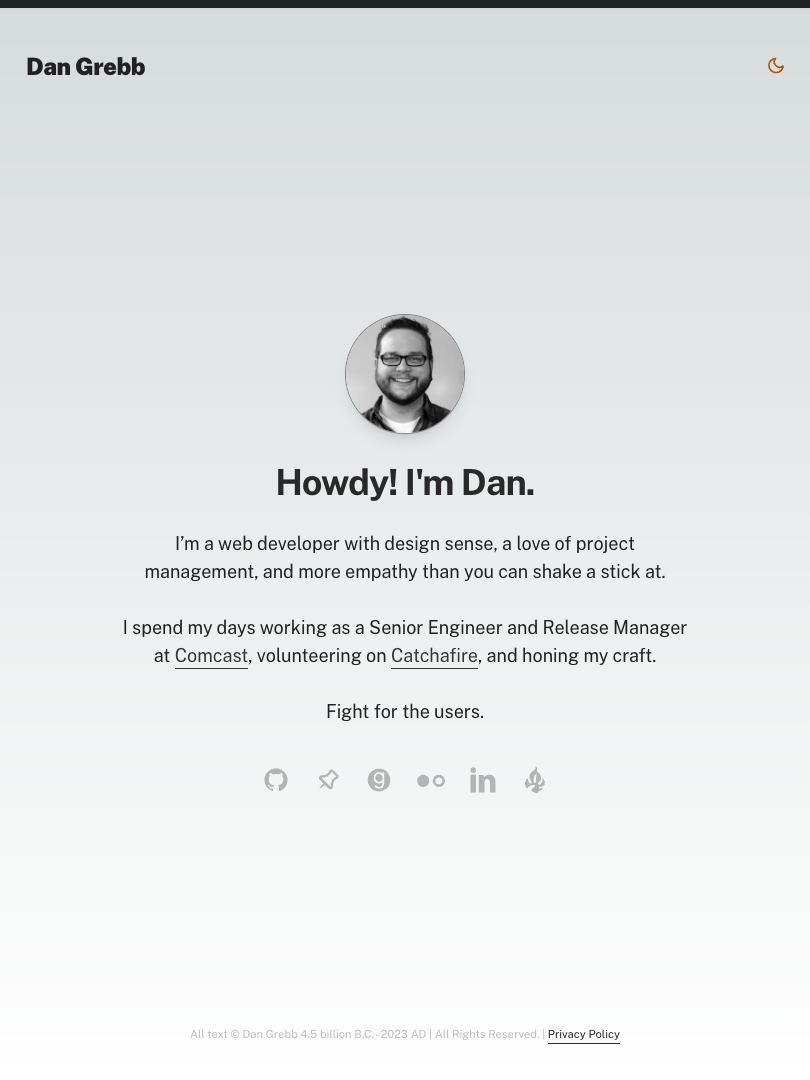 Dan Grebb
Howdy! I'm Dan.
I’m a web developer with design sense, a love of project
management, and more empathy than you can shake a stick at.
I spend my days working as a Senior Engineer and Release Manager
at Comcast, volunteering on Catchafire, and honing my craft.
Fight for the users.
All text © Dan Grebb 4.5 billion B.C. - 2023 AD | All Rights Reserved. | Privacy Policy